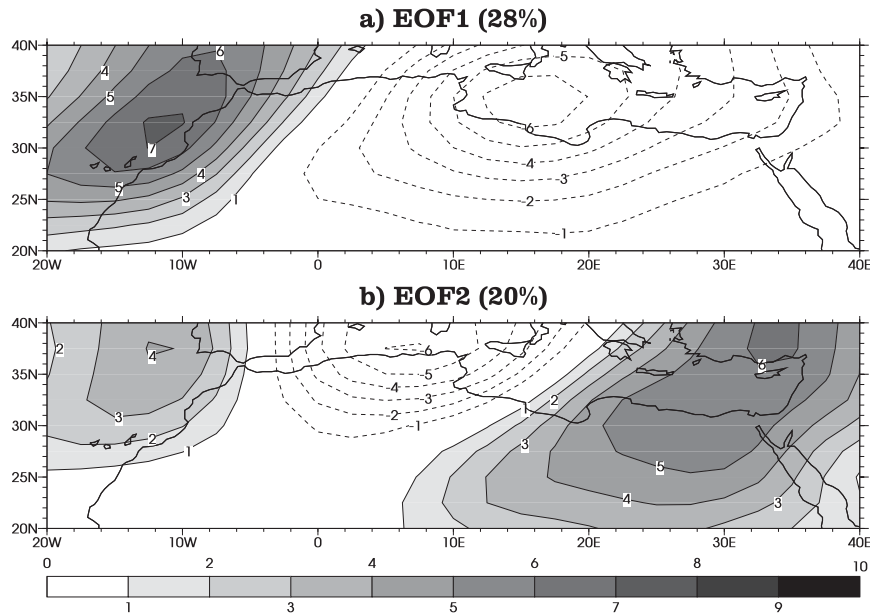 a) EOF1 (28%)
40N
35N
30N
25N
20N
20W 10W 0 10E 20E 30E 40E
4 5 6 7 5 4 3 1
-5 -6 -4 -3 -2 -1
b) EOF2 (20%)
40N
35N
30N
25N
20N
20W 10W 0 10E 20E 30E 40E
2 4 3 2 1
-6 -5 -4 -3 -2 -1
1 2 3 6 5 4 3
0 2 4 6 8 10
1 3 5 7 9